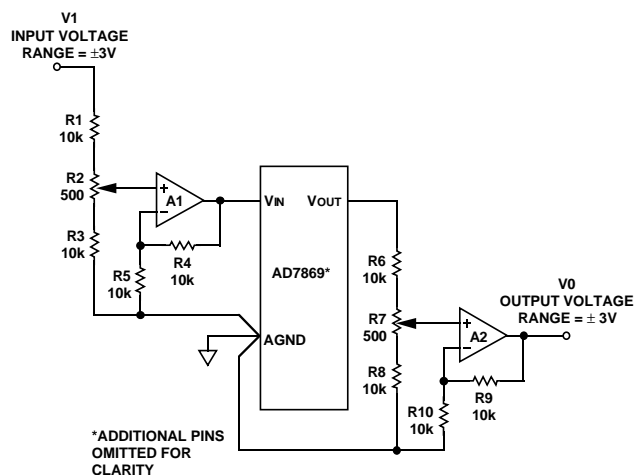 V1
INPUT VOLTAGE
RANGE = ±3V
R1
10k
R2
500
R3
10k
A1
+
–
R4
10k
R5
10k
VIN
VOUT
AD7869*
AGND
R6
10k
R7
500
R8
10k
V0
OUTPUT VOLTAGE
RANGE = ± 3V
A2
+
–
R9
10k
R10
10k
*ADDITIONAL PINS
OMITTED FOR
CLARITY